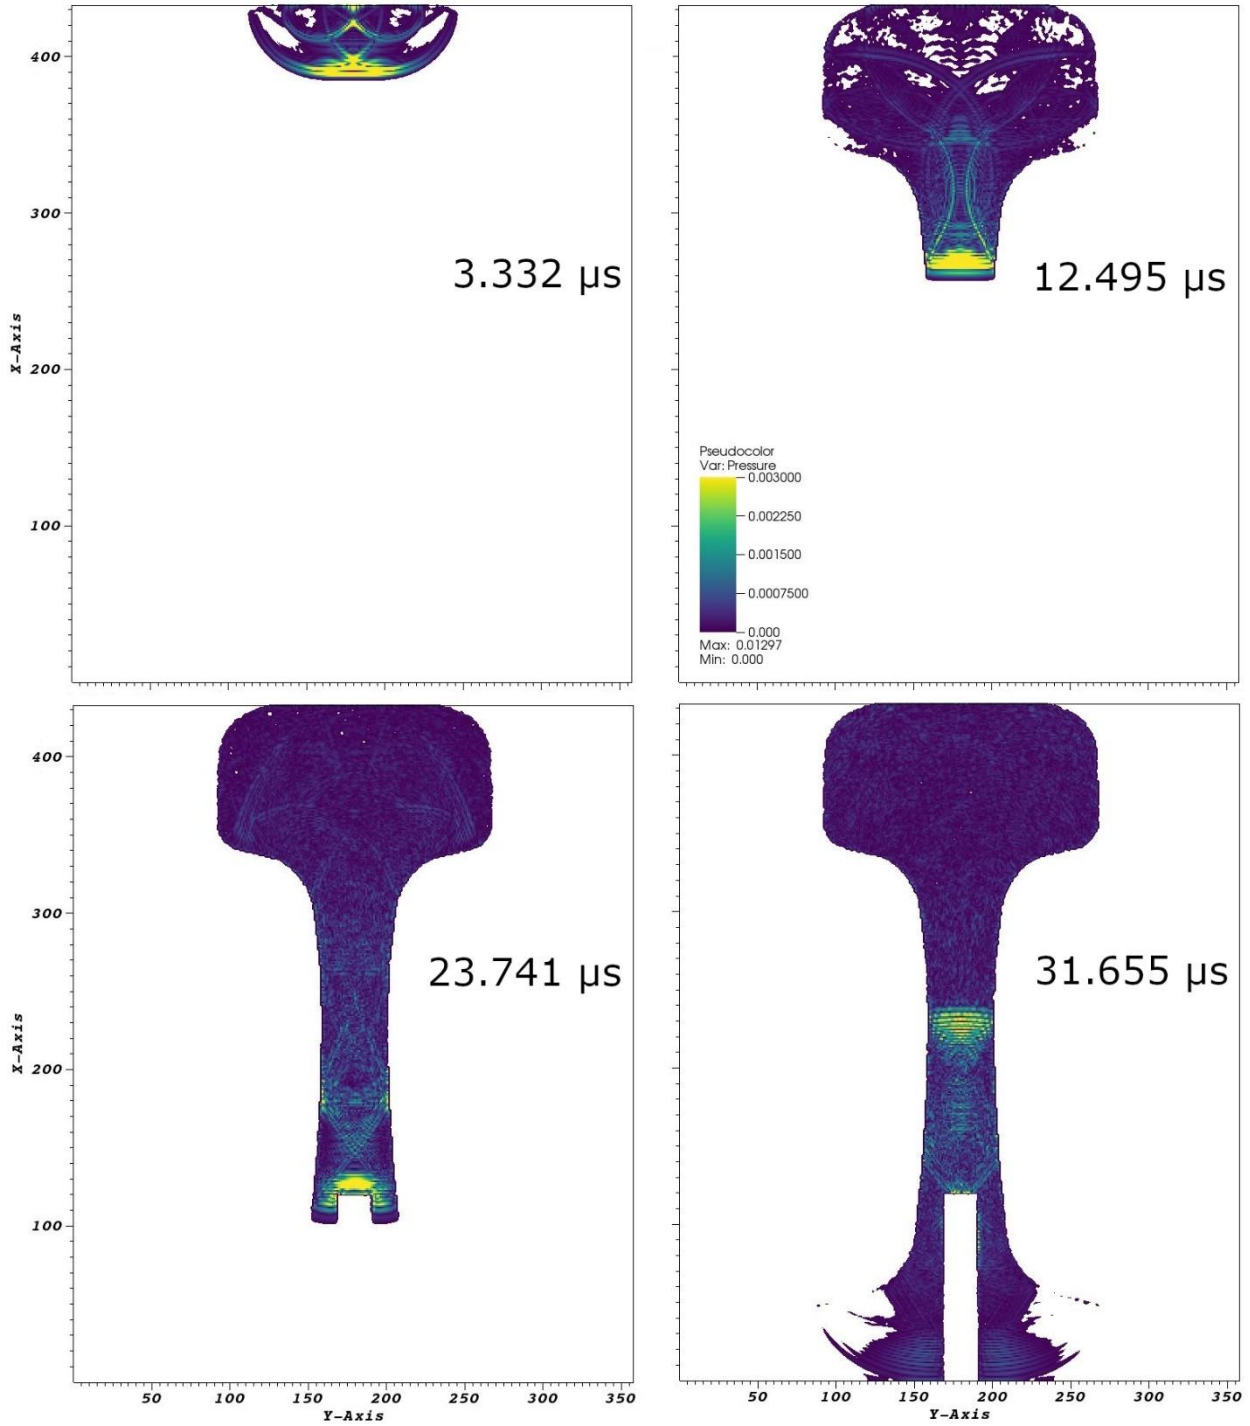 400
300
200
100
X-Axis
3.332 µs
12.495 µs
Pseudocolor
Var: Pressure
0.003000
0.002250
0.001500
0.0007500
0.000
Max: 0.01297
Min: 0.000
400
300
200
100
X-Axis
23.741 µs
50 100 150 200 250 300 350
Y-Axis
31.655 µs
50 100 150 200 250 300 350
Y-Axis